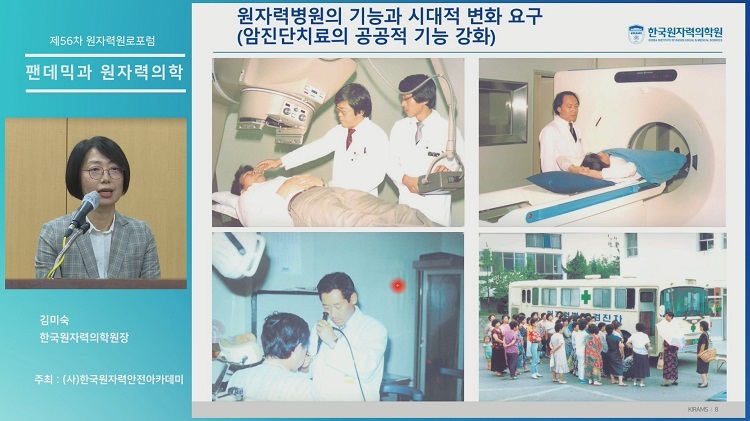 제56차 원자력원로포럼
팬데믹과 원자력의학
김미숙
한국원자력의학원장
주최 : (사)한국원자력안전아카데미
원자력병원의 기능과 시대적 변화 요구
(암진단치료의 공공적 기능 강화)
한국원자력의학원
KOREA INSTITUTE OF RADIOLOGICAL & MEDICAL SCIENCES
KIRAMS | 8